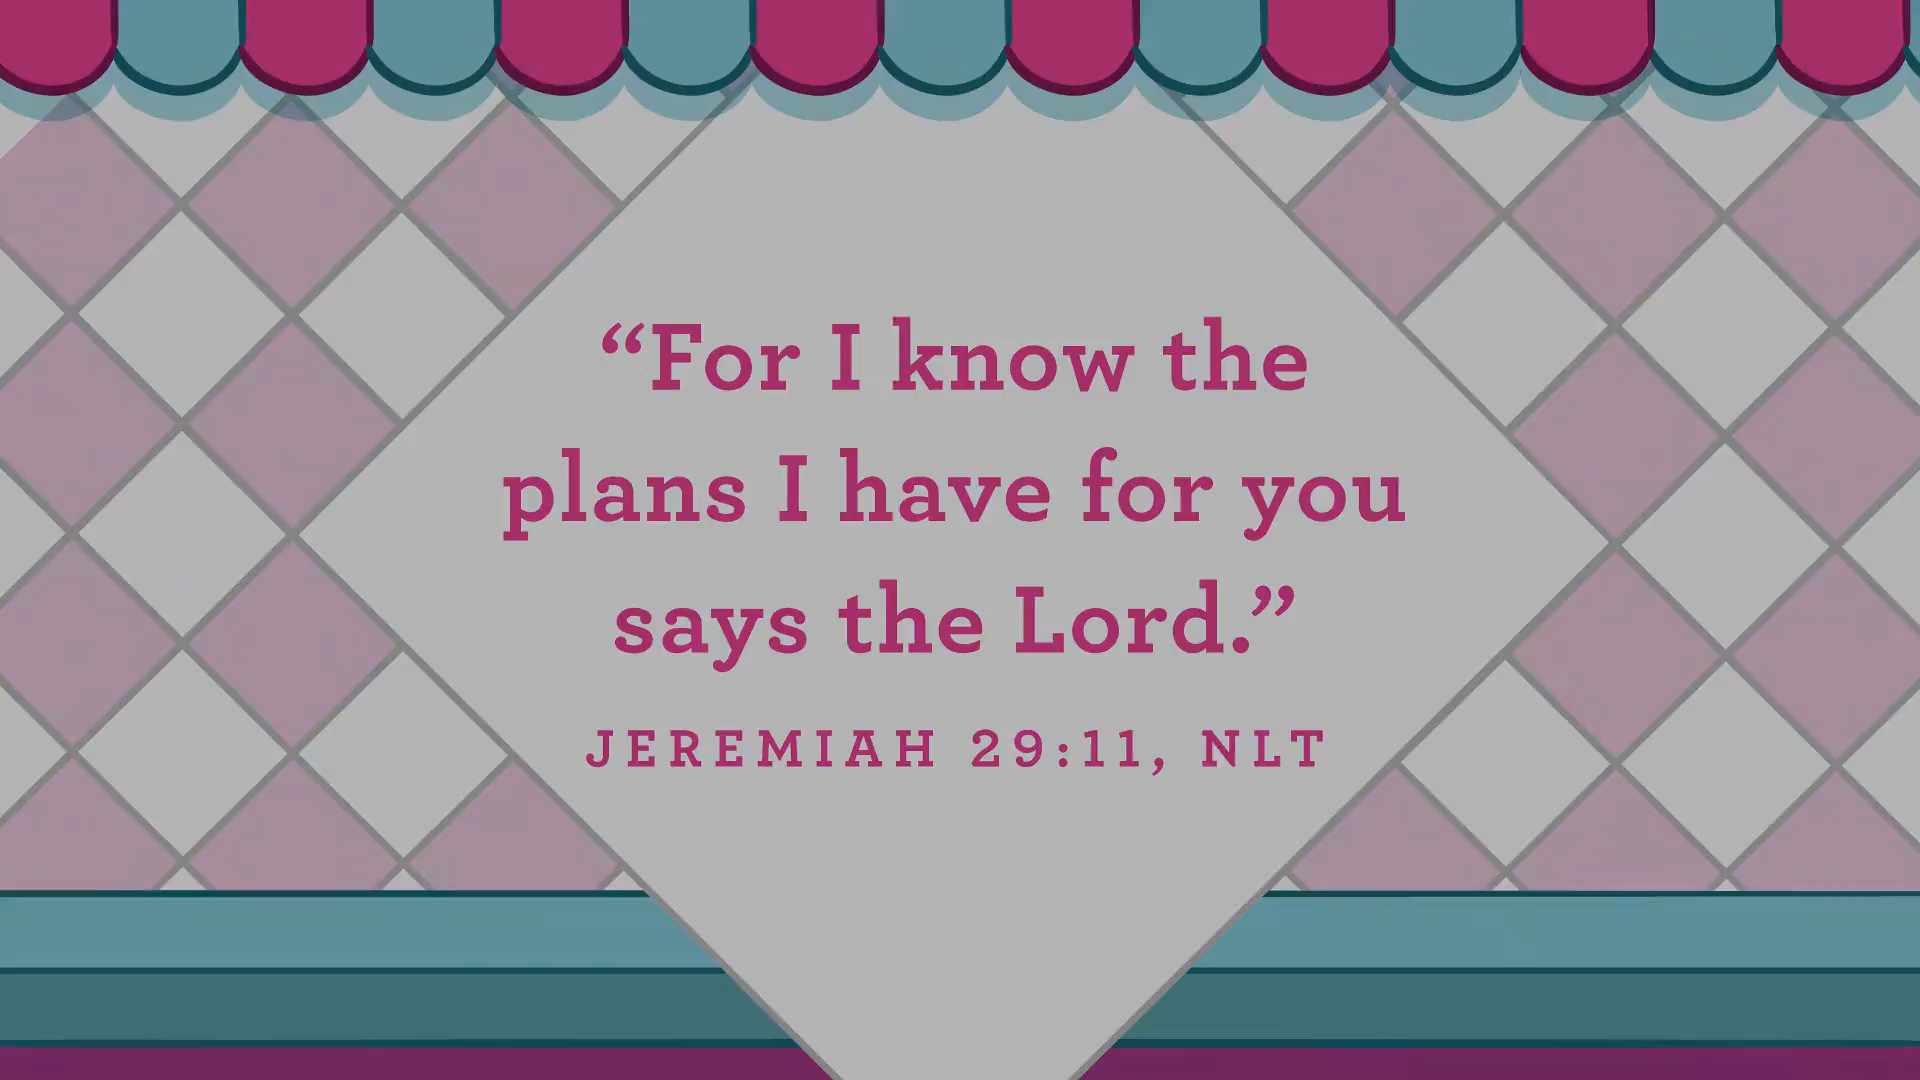 “For I know the
plans I have for you
says the Lord.”
JEREMIAH 29:11, NLT